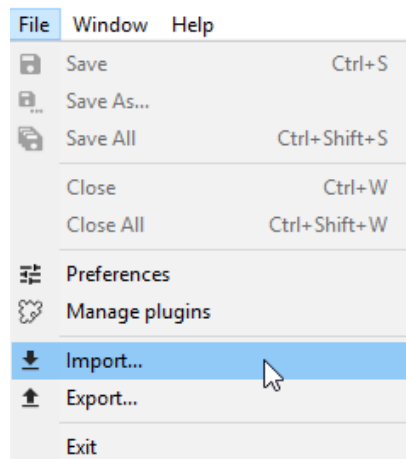 File Window Help
Save Ctrl+S
Save As...
Save All Ctrl+Shift+S
Close Ctrl+W
Close All Ctrl+Shift+W
Preferences
Manage plugins
Import...
Export...
Exit